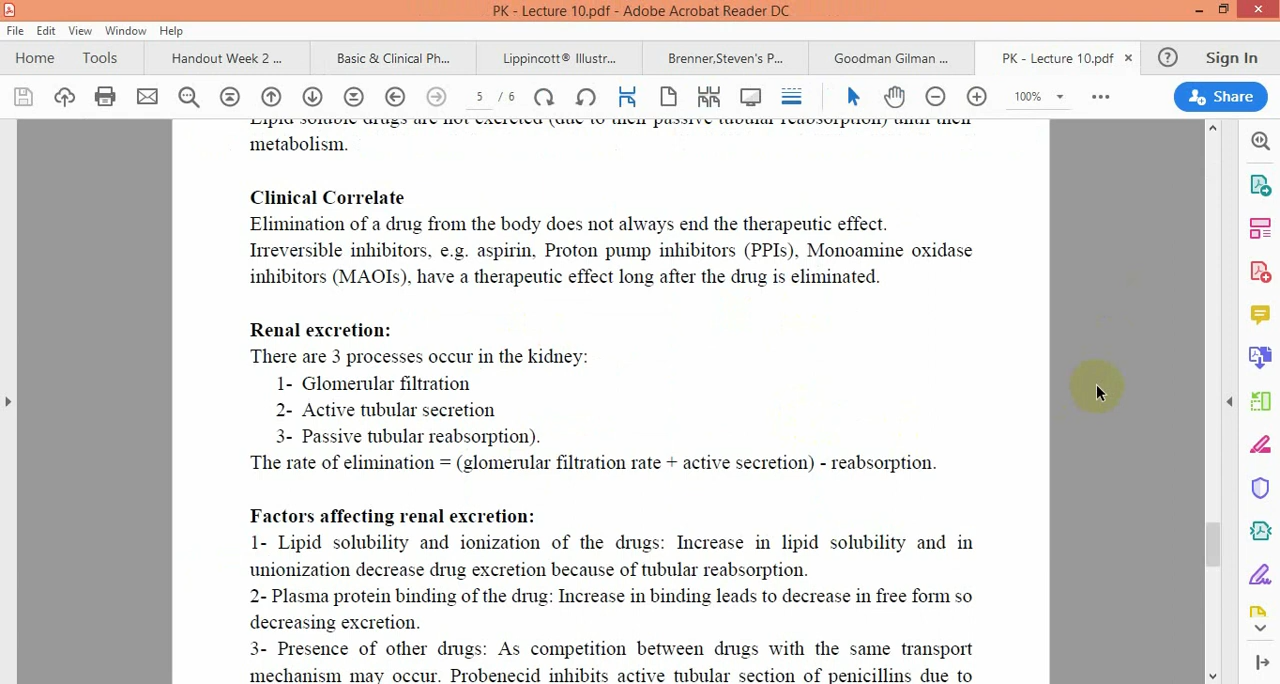 PK - Lecture 10.pdf - Adobe Acrobat Reader DC
File Edit View Window Help
Home Tools Handout Week 2 ... Basic & Clinical Ph... Lippincott® Illustr... Brenner,Steven's P... Goodman Gilman ... PK - Lecture 10.pdf × ? Sign In
5 / 6 100% Share
Lipid soluble drugs are not excreted (due to their passive tubular reabsorption) until their
metabolism.
Clinical Correlate
Elimination of a drug from the body does not always end the therapeutic effect.
Irreversible inhibitors, e.g. aspirin, Proton pump inhibitors (PPIs), Monoamine oxidase
inhibitors (MAOIs), have a therapeutic effect long after the drug is eliminated.
Renal excretion:
There are 3 processes occur in the kidney:
1- Glomerular filtration
2- Active tubular secretion
3- Passive tubular reabsorption).
The rate of elimination = (glomerular filtration rate + active secretion) - reabsorption.
Factors affecting renal excretion:
1- Lipid solubility and ionization of the drugs: Increase in lipid solubility and in
unionization decrease drug excretion because of tubular reabsorption.
2- Plasma protein binding of the drug: Increase in binding leads to decrease in free form so
decreasing excretion.
3- Presence of other drugs: As competition between drugs with the same transport
mechanism may occur. Probenecid inhibits active tubular section of penicillins due to